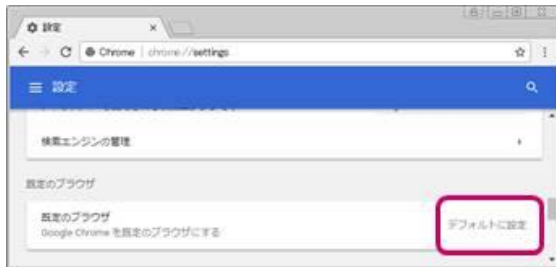 設定
Chrome | chrome://settings
設定
検索エンジンの管理
既定のブラウザ
既定のブラウザ
Google Chrome を既定のブラウザにする
デフォルトに設定